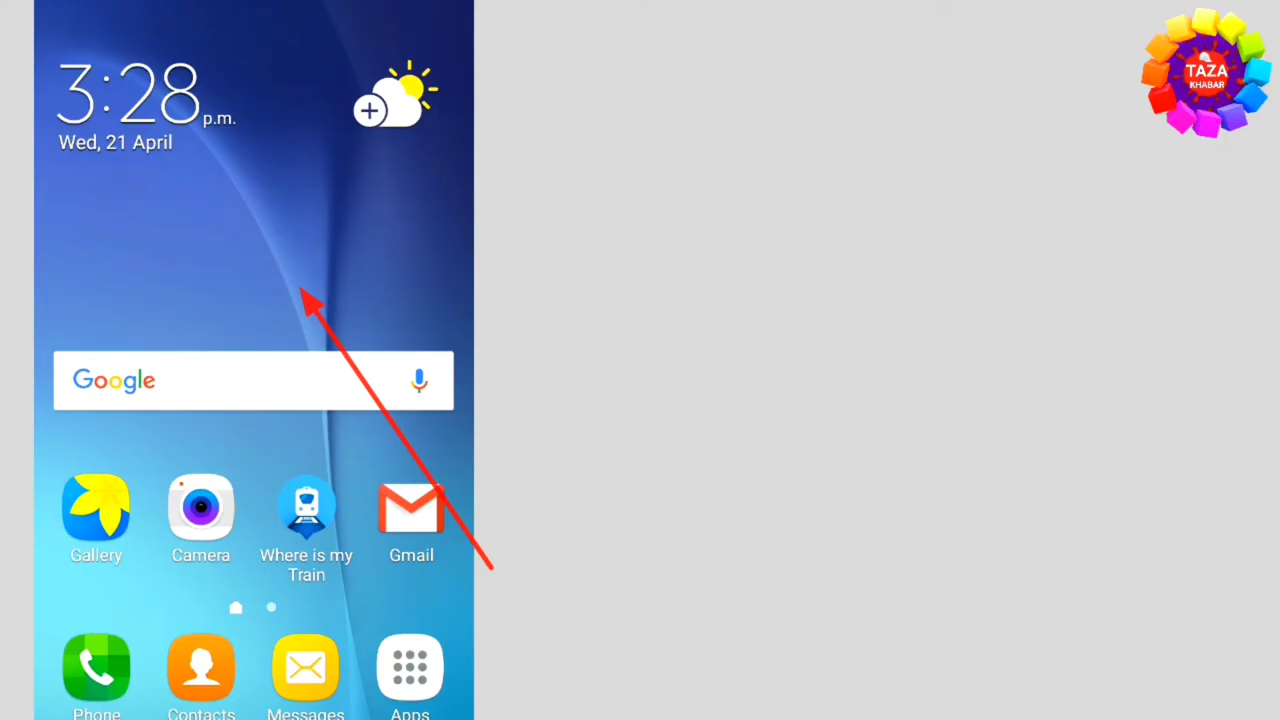 3:28 p.m.
Wed, 21 April
TAZA
KHABAR
Google
Gallery
Camera
Where is my
Train
Gmail
Phone
Contacts
Messages
Apps